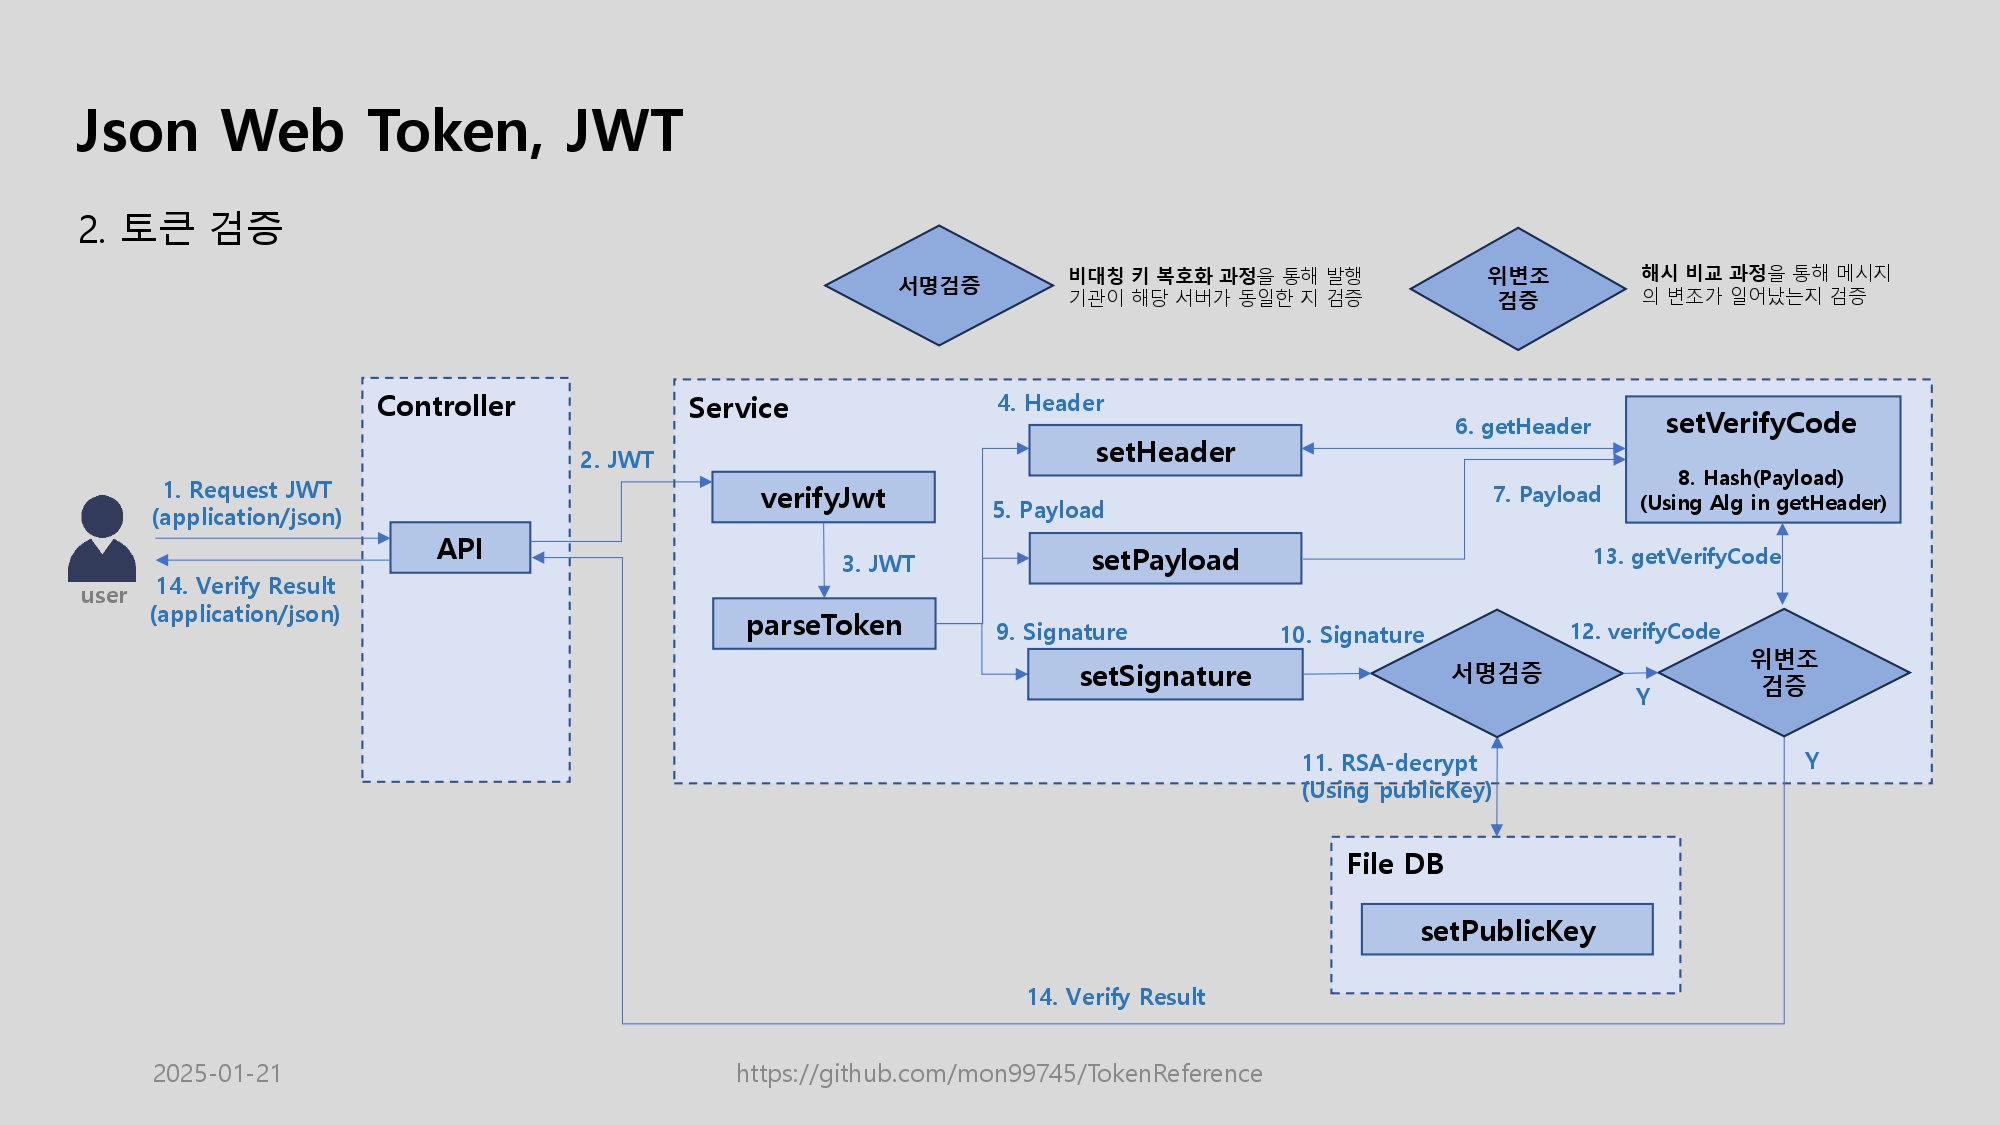 Json Web Token, JWT
2. 토큰 검증
서명검증
비대칭 키 복호화 과정을 통해 발행
기관이 해당 서버가 동일한 지 검증
위변조
검증
해시 비교 과정을 통해 메시지
의 변조가 일어났는지 검증
Controller
API
user
1. Request JWT
(application/json)
14. Verify Result
(application/json)
2. JWT
Service
verifyJwt
3. JWT
parseToken
4. Header
setHeader
5. Payload
setPayload
6. getHeader
7. Payload
setVerifyCode
8. Hash(Payload)
(Using Alg in getHeader)
9. Signature
setSignature
10. Signature
서명검증
12. verifyCode
Y
13. getVerifyCode
위변조
검증
Y
11. RSA-decrypt
(Using publicKey)
File DB
setPublicKey
14. Verify Result
2025-01-21
https://github.com/mon99745/TokenReference